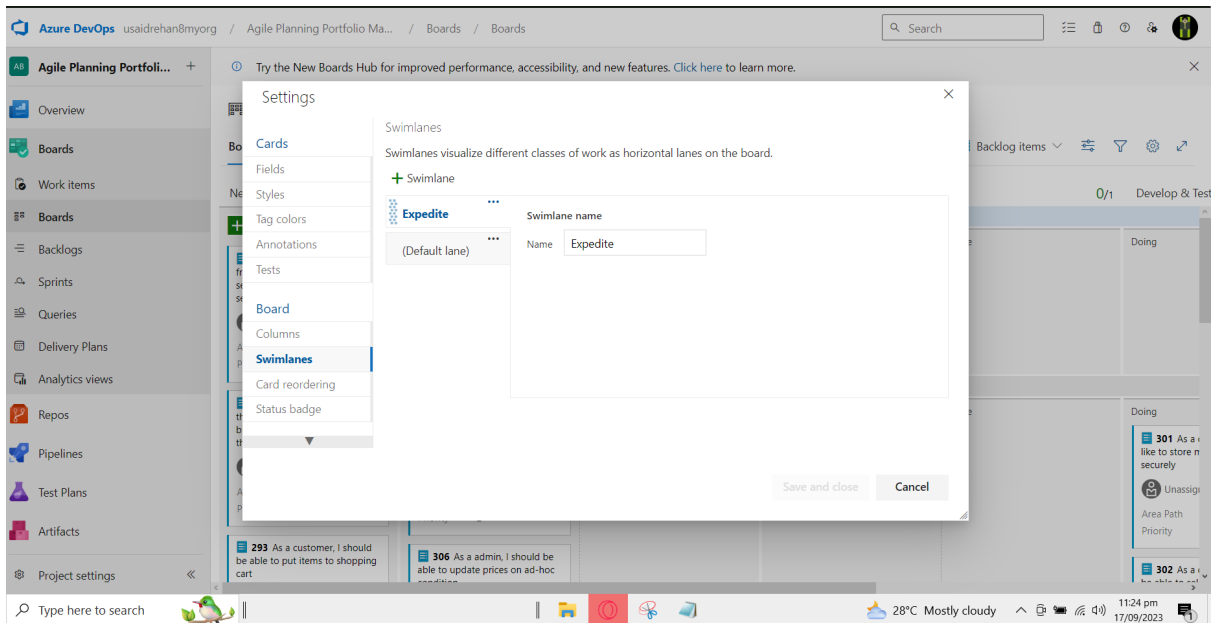 Azure DevOps usaidrehan8myorg / Agile Planning Portfolio Ma... / Boards / Boards
Search
AB Agile Planning Portfoli... +
Try the New Boards Hub for improved performance, accessibility, and new features. Click here to learn more.
Overview
Boards
Work items
Boards
Backlogs
Sprints
Queries
Delivery Plans
Analytics views
Repos
Pipelines
Test Plans
Artifacts
Project settings
Settings
Cards
Fields
Styles
Tag colors
Annotations
Tests
Board
Columns
Swimlanes
Card reordering
Status badge
Swimlanes
Swimlanes visualize different classes of work as horizontal lanes on the board.
+ Swimlane
Expedite
(Default lane)
Swimlane name
Name Expedite
Save and close
Cancel
Backlog items
0/1 Develop & Test
Doing
Doing
301 As a
like to store m
securely
Unassig
Area Path
Priority
302 As a
293 As a customer, I should
be able to put items to shopping
cart
306 As a admin, I should be
able to update prices on ad-hoc
Type here to search
28°C Mostly cloudy
11:24 pm
17/09/2023
1